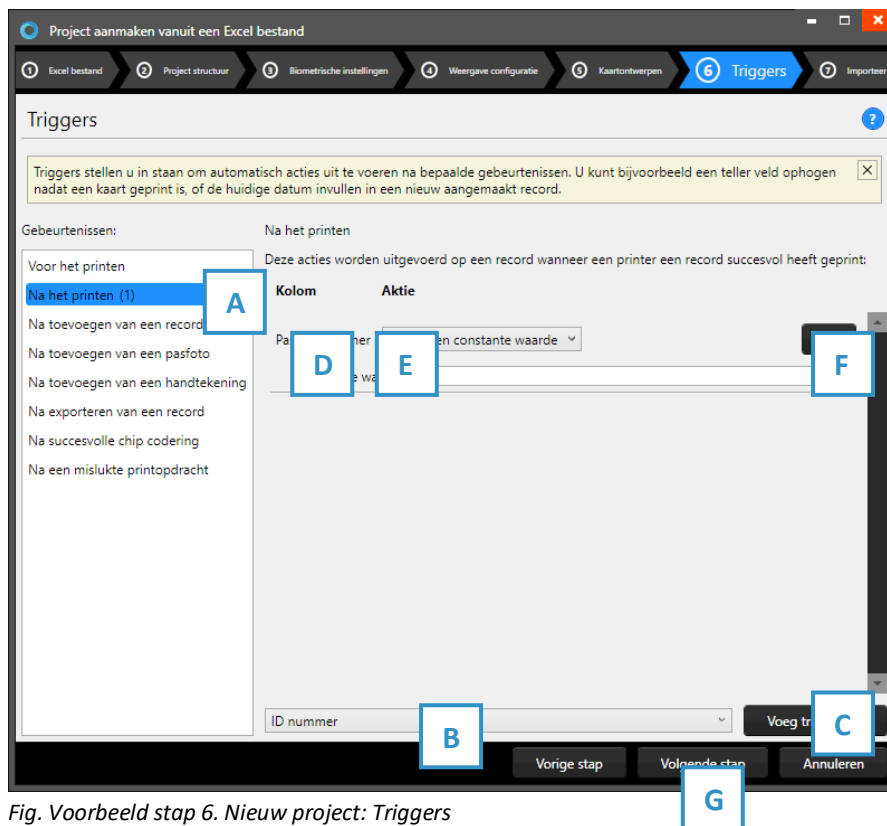 Project aanmaken vanuit een Excel bestand
1 Excel bestand 2 Project structuur 3 Biometrische instellingen 4 Weergave configuratie 5 Kaartontwerpen 6 Triggers 7 Importeer
Triggers ?
Triggers stellen u in staan om automatisch acties uit te voeren na bepaalde gebeurtenissen. U kunt bijvoorbeeld een teller veld ophogen
nadat een kaart geprint is, of de huidige datum invullen in een nieuw aangemaakt record.
Gebeurtenissen:
Voor het printen
Na het printen (1)
A
Na toevoegen van een record
Na toevoegen van een pasfoto
Na toevoegen van een handtekening
Na exporteren van een record
Na succesvolle chip codering
Na een mislukte printopdracht
Na het printen
Deze acties worden uitgevoerd op een record wanneer een printer een record succesvol heeft geprint:
Kolom Aktie
constante waarde
D E F
ID nummer
B
C
Vorige stap Volgende stap Annuleren
G
Fig. Voorbeeld stap 6. Nieuw project: Triggers